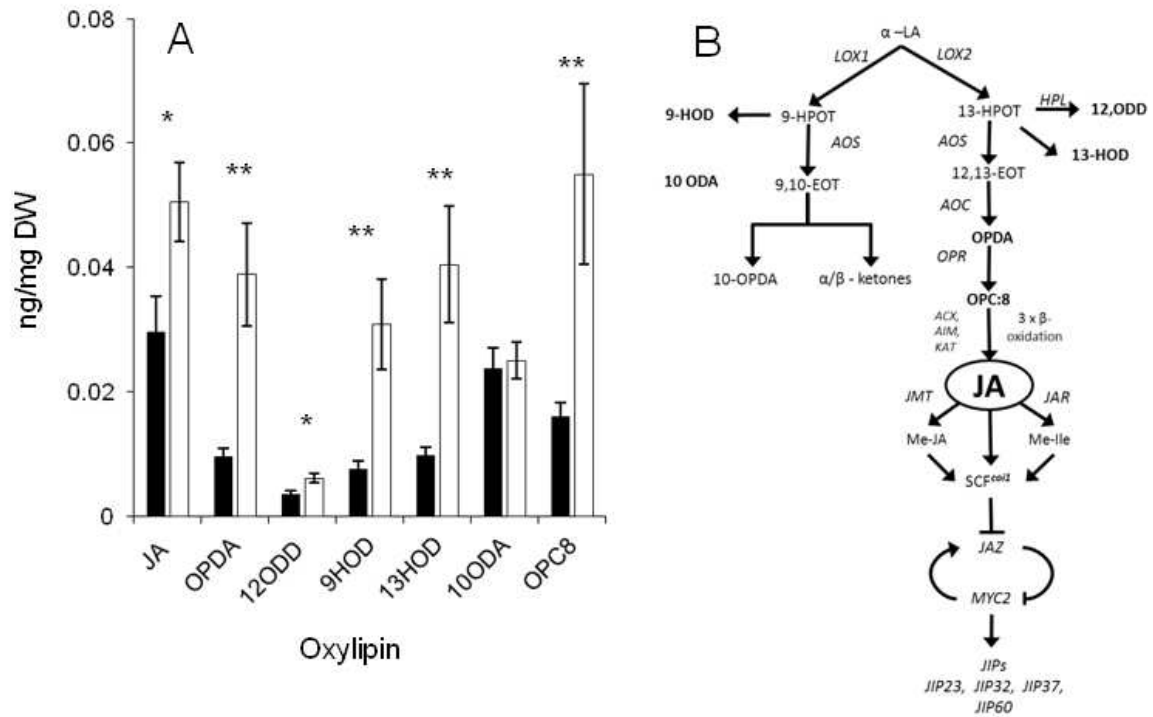 A
0.08
0.06
0.04
0.02
0
ng/mg DW
*
**
*
**
**
**
JA
OPDA
12ODD
9HOD
13HOD
10ODA
OPC8
Oxylipin
B
α –LA
LOX1
LOX2
9-HOD
9-HPOT
13-HPOT
HPL
12,ODD
AOS
AOS
13-HOD
10 ODA
9,10-EOT
12,13-EOT
AOC
OPDA
10-OPDA
α/β - ketones
OPR
OPC:8
ACX,
AIM,
KAT
3 x β-
oxidation
JA
JMT
JAR
Me-JA
Me-Ile
SCFcoi1
JAZ
MYC2
JIPs
JIP23, JIP32, JIP37,
JIP60